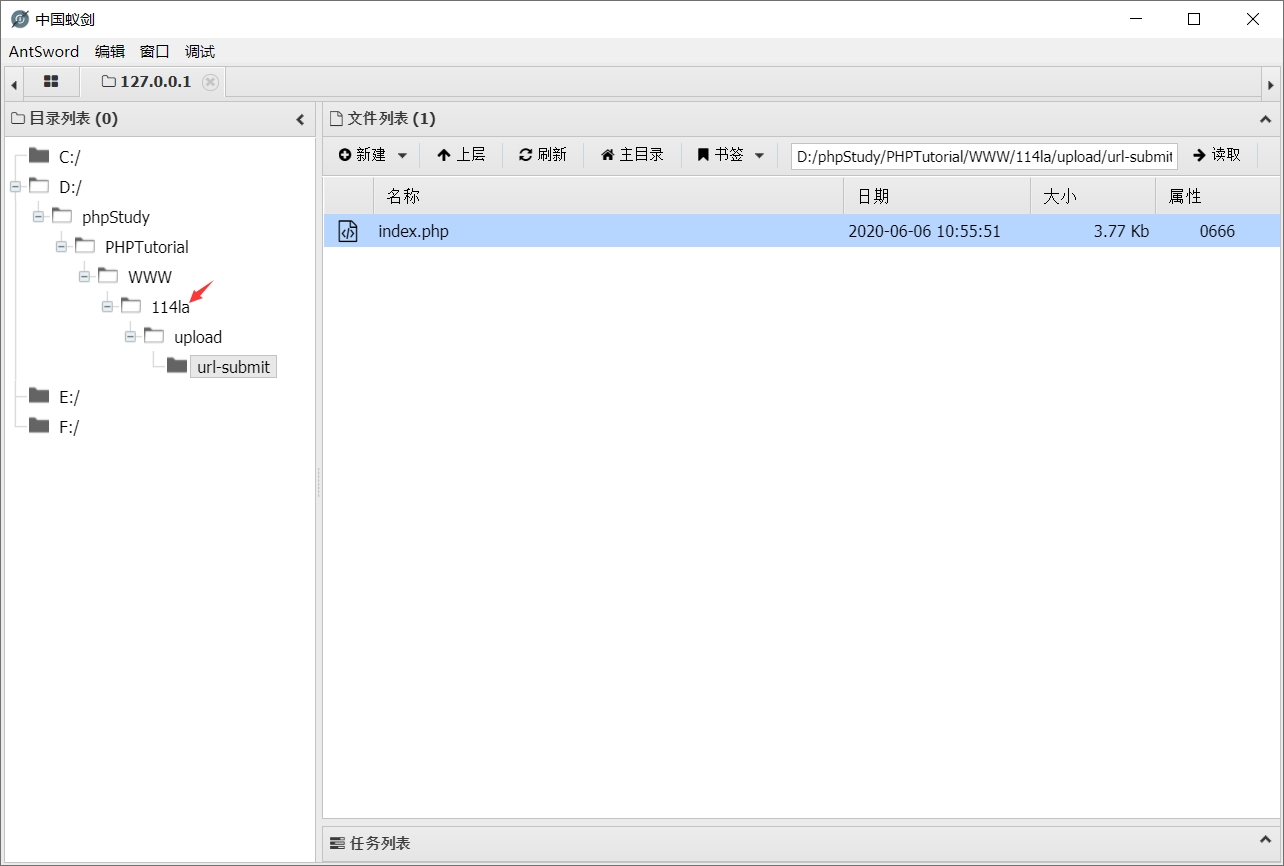 中国蚁剑
AntSword 编辑 窗口 调试
127.0.0.1
目录列表 (0)
C:/
D:/
phpStudy
PHPTutorial
WWW
114la
upload
url-submit
E:/
F:/
文件列表 (1)
新建 上层 刷新 主目录 书签 D:/phpStudy/PHPTutorial/WWW/114la/upload/url-submit 读取
名称 日期 大小 属性
index.php 2020-06-06 10:55:51 3.77 Kb 0666
任务列表